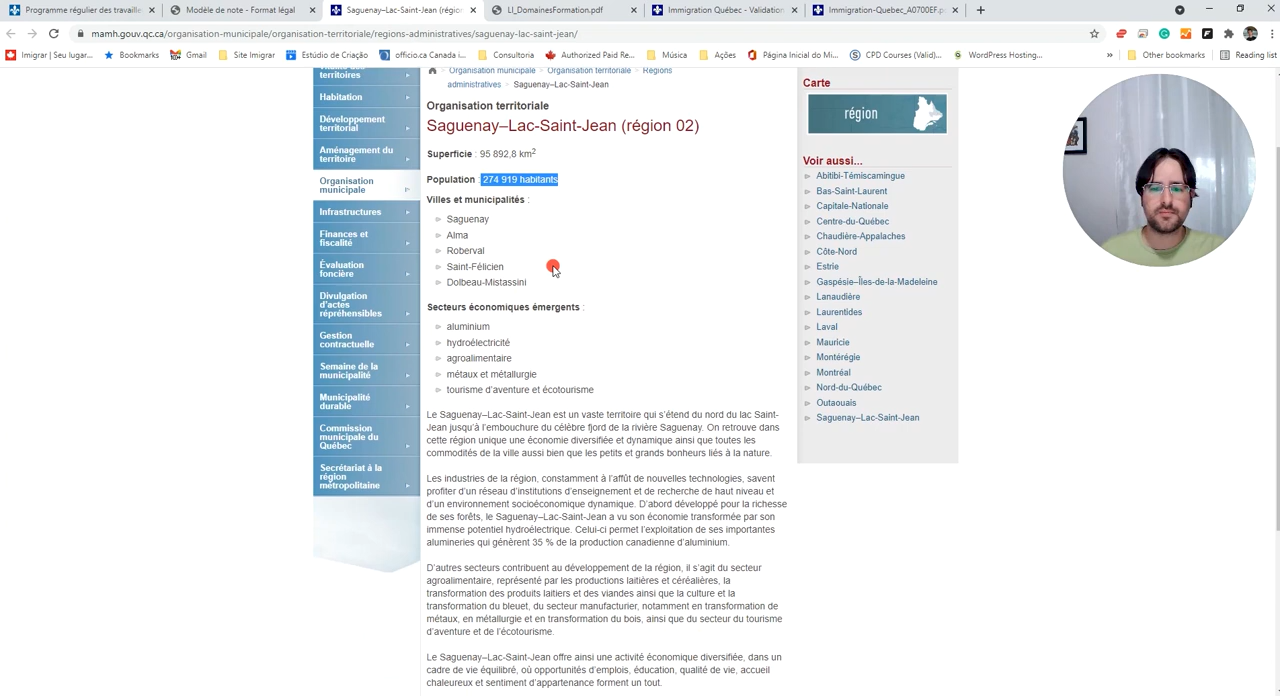 Programme régulier des travaille
Modèle de note - Format légal
Saguenay–Lac-Saint-Jean (régio
LI_DomainesFormation.pdf
Immigration Québec - Validation
Immigration-Quebec_A0700EF.p
mamh.gouv.qc.ca/organisation-municipale/organisation-territoriale/regions-administratives/saguenay-lac-saint-jean/
Imigrar | Seu lugar...
Bookmarks
Gmail
Site Imigrar
Estúdio de Criação
officio.ca Canada i...
Consultoria
Authorized Paid Re...
Música
Ações
Página Inicial do Mi...
CPD Courses (Valid)...
WordPress Hosting...
»
Other bookmarks
Reading list
territoires
Habitation
Développement
territorial
Aménagement du
territoire
Organisation
municipale
Infrastructures
Finances et
fiscalité
Évaluation
foncière
Divulgation
d'actes
répréhensibles
Gestion
contractuelle
Semaine de la
municipalité
Municipalité
durable
Commission
municipale du
Québec
Secrétariat à la
région
métropolitaine
Organisation municipale
Organisation territoriale
Régions
administratives
Saguenay–Lac-Saint-Jean
Organisation territoriale
Saguenay–Lac-Saint-Jean (région 02)
Superficie : 95 892,8 km2
Population : 274 919 habitants
Villes et municipalités :
Saguenay
Alma
Roberval
Saint-Félicien
Dolbeau-Mistassini
Secteurs économiques émergents :
aluminium
hydroélectricité
agroalimentaire
métaux et métallurgie
tourisme d'aventure et écotourisme
Le Saguenay–Lac-Saint-Jean est un vaste territoire qui s'étend du nord du lac Saint-
Jean jusqu'à l'embouchure du célèbre fjord de la rivière Saguenay. On retrouve dans
cette région unique une économie diversifiée et dynamique ainsi que toutes les
commodités de la ville aussi bien que les petits et grands bonheurs liés à la nature.
Les industries de la région, constamment à l'affût de nouvelles technologies, savent
profiter d'un réseau d'institutions d'enseignement et de recherche de haut niveau et
d'un environnement socioéconomique dynamique. D'abord développé pour la richesse
de ses forêts, le Saguenay–Lac-Saint-Jean a vu son économie transformée par son
immense potentiel hydroélectrique. Celui-ci permet l'exploitation de ses importantes
alumineries qui génèrent 35 % de la production canadienne d'aluminium.
D'autres secteurs contribuent au développement de la région, il s'agit du secteur
agroalimentaire, représenté par les productions laitières et céréalières, la
transformation des produits laitiers et des viandes ainsi que la culture et la
transformation du bleuet, du secteur manufacturier, notamment en transformation de
métaux, en métallurgie et en transformation du bois, ainsi que du secteur du tourisme
d'aventure et de l'écotourisme.
Le Saguenay–Lac-Saint-Jean offre ainsi une activité économique diversifiée, dans un
cadre de vie équilibré, où opportunités d'emplois, éducation, qualité de vie, accueil
chaleureux et sentiment d'appartenance forment un tout.
Carte
région
Voir aussi...
Abitibi-Témiscamingue
Bas-Saint-Laurent
Capitale-Nationale
Centre-du-Québec
Chaudière-Appalaches
Côte-Nord
Estrie
Gaspésie–Îles-de-la-Madeleine
Lanaudière
Laurentides
Laval
Mauricie
Montérégie
Montréal
Nord-du-Québec
Outaouais
Saguenay–Lac-Saint-Jean